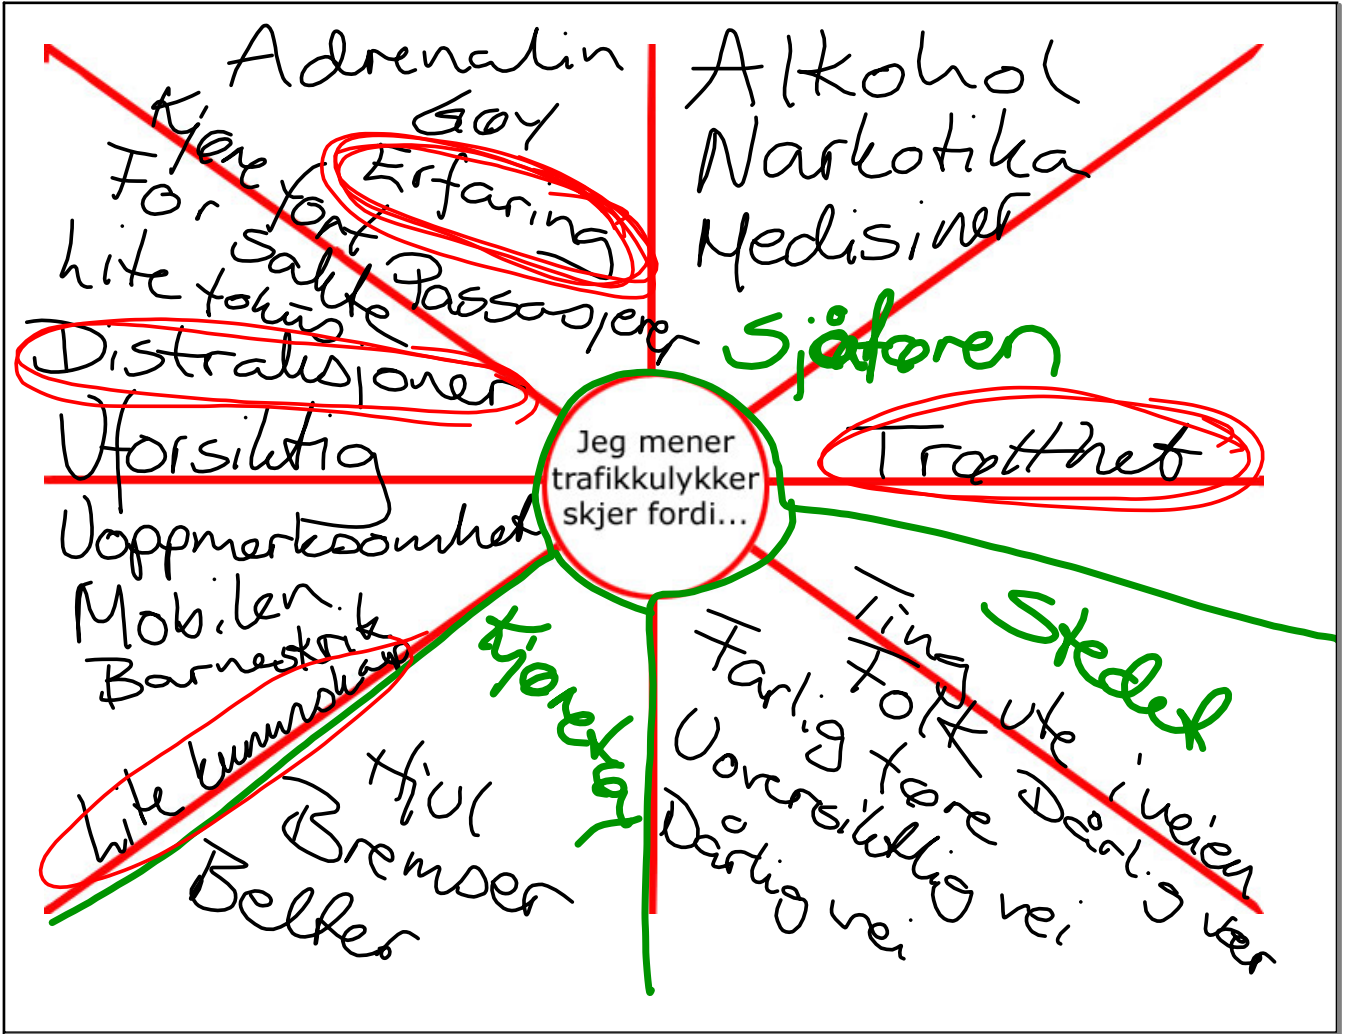 Adrenalin
Gøy
Erfaring
Passasjerer
Alkohol
Narkotika
Medisiner
Sjåføren
Trøtthet
Kjøre fort
For sakte
Lite fokus
Distraksjoner
Uforsiktig
Uoppmerksomhet
Mobilen
Barneskrik
Lite kunnskap
Jeg mener
trafikkulykker
skjer fordi...
Kjøretøy
Hjul
Bremser
Belter
Stedet
Ting ute i veien
Folk
Farlig føre
Uoversiktlig vei
Dårlig vei
Dårlig vær